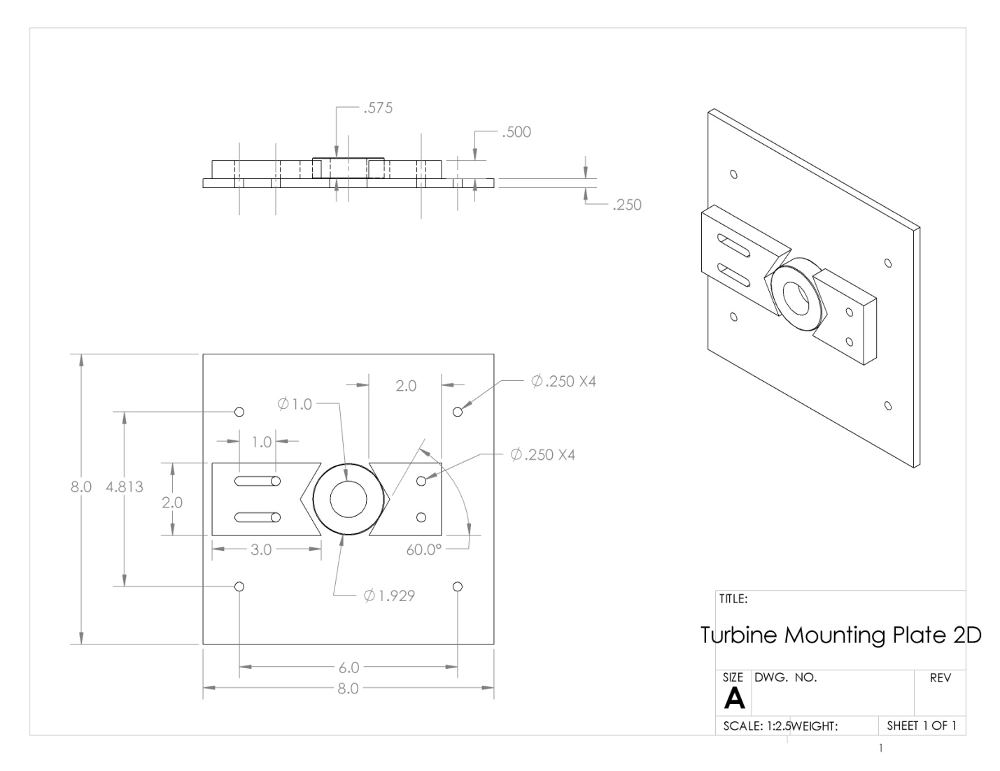 .575
.500
.250
Ø.250 X4
2.0
Ø1.0
1.0
Ø.250 X4
8.0
4.813
2.0
3.0
60.0°
Ø1.929
6.0
8.0
TITLE:
Turbine Mounting Plate 2D
SIZE
DWG. NO.
REV
A
SCALE: 1:2.5
WEIGHT:
SHEET 1 OF 1
1